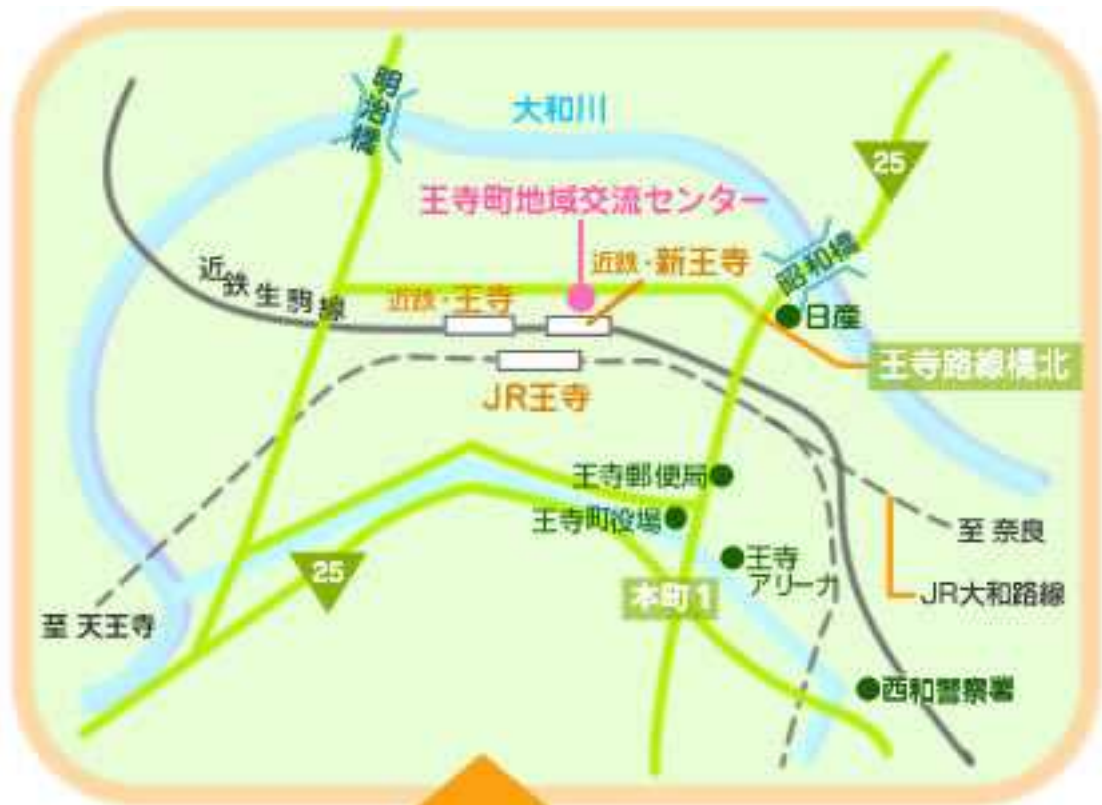 明治橋
大和川
25
王寺町地域交流センター
昭和橋
近鉄・新王寺
近鉄生駒線
近鉄・王寺
日産
王寺路線橋北
JR王寺
王寺郵便局
王寺町役場
至 奈良
王寺
アリーナ
25
本町1
JR大和路線
至 天王寺
西和警察署